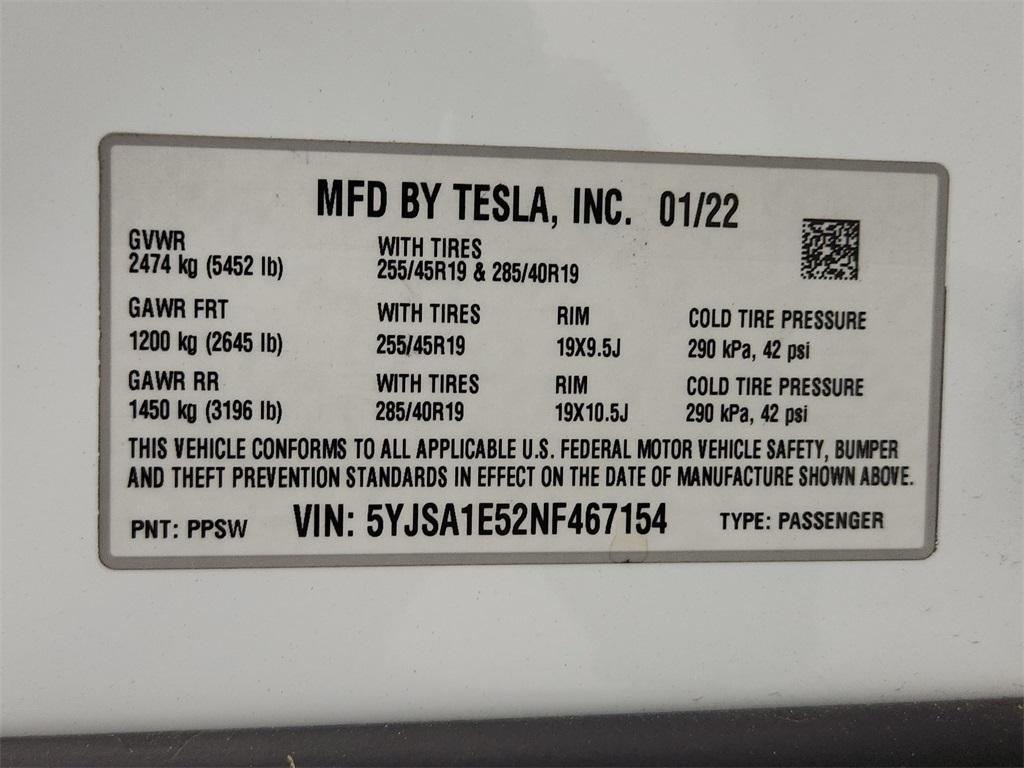 MFD BY TESLA, INC. 01/22
GVWR
2474 kg (5452 lb)
WITH TIRES
255/45R19 & 285/40R19
GAWR FRT WITH TIRES RIM COLD TIRE PRESSURE
1200 kg (2645 lb) 255/45R19 19X9.5J 290 kPa, 42 psi
GAWR RR WITH TIRES RIM COLD TIRE PRESSURE
1450 kg (3196 lb) 285/40R19 19X10.5J 290 kPa, 42 psi
THIS VEHICLE CONFORMS TO ALL APPLICABLE U.S. FEDERAL MOTOR VEHICLE SAFETY, BUMPER
AND THEFT PREVENTION STANDARDS IN EFFECT ON THE DATE OF MANUFACTURE SHOWN ABOVE.
PNT: PPSW VIN: 5YJSA1E52NF467154 TYPE: PASSENGER